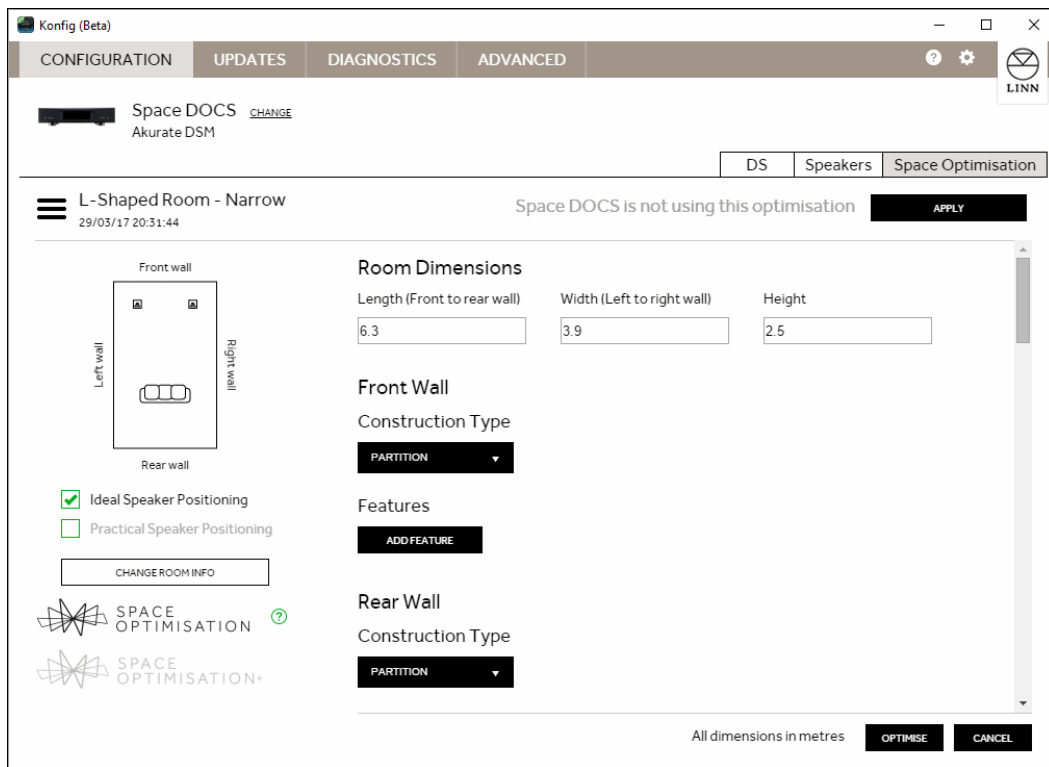 Konfig (Beta)
CONFIGURATION UPDATES DIAGNOSTICS ADVANCED ?
LINN
Space DOCS CHANGE
Akurate DSM
DS Speakers Space Optimisation
L-Shaped Room - Narrow
29/03/17 20:31:44
Space DOCS is not using this optimisation APPLY
Front wall
Left wall
Right wall
Rear wall
Ideal Speaker Positioning
Practical Speaker Positioning
CHANGE ROOM INFO
SPACE
OPTIMISATION ?
SPACE
OPTIMISATION+
Room Dimensions
Length (Front to rear wall) Width (Left to right wall) Height
6.3 3.9 2.5
Front Wall
Construction Type
PARTITION
Features
ADD FEATURE
Rear Wall
Construction Type
PARTITION
All dimensions in metres OPTIMISE CANCEL